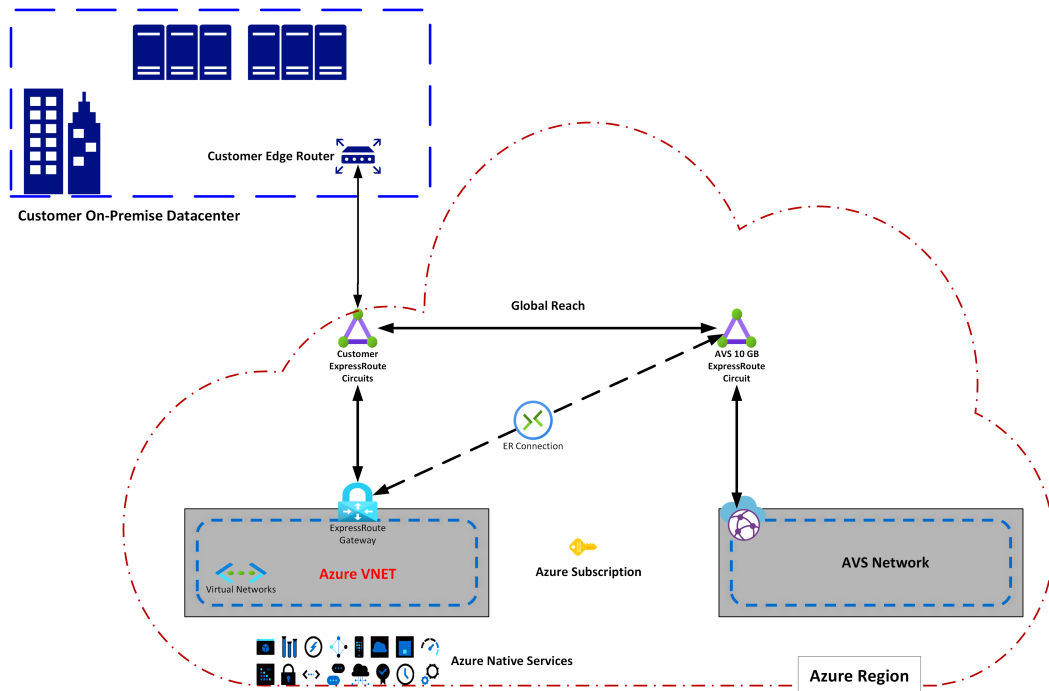 Customer Edge Router
Customer On-Premise Datacenter
Global Reach
Customer
ExpressRoute
Circuits
AVS 10 GB
ExpressRoute
Circuit
ER Connection
ExpressRoute
Gateway
Azure VNET
Virtual Networks
Azure Subscription
AVS Network
Azure Native Services
Azure Region